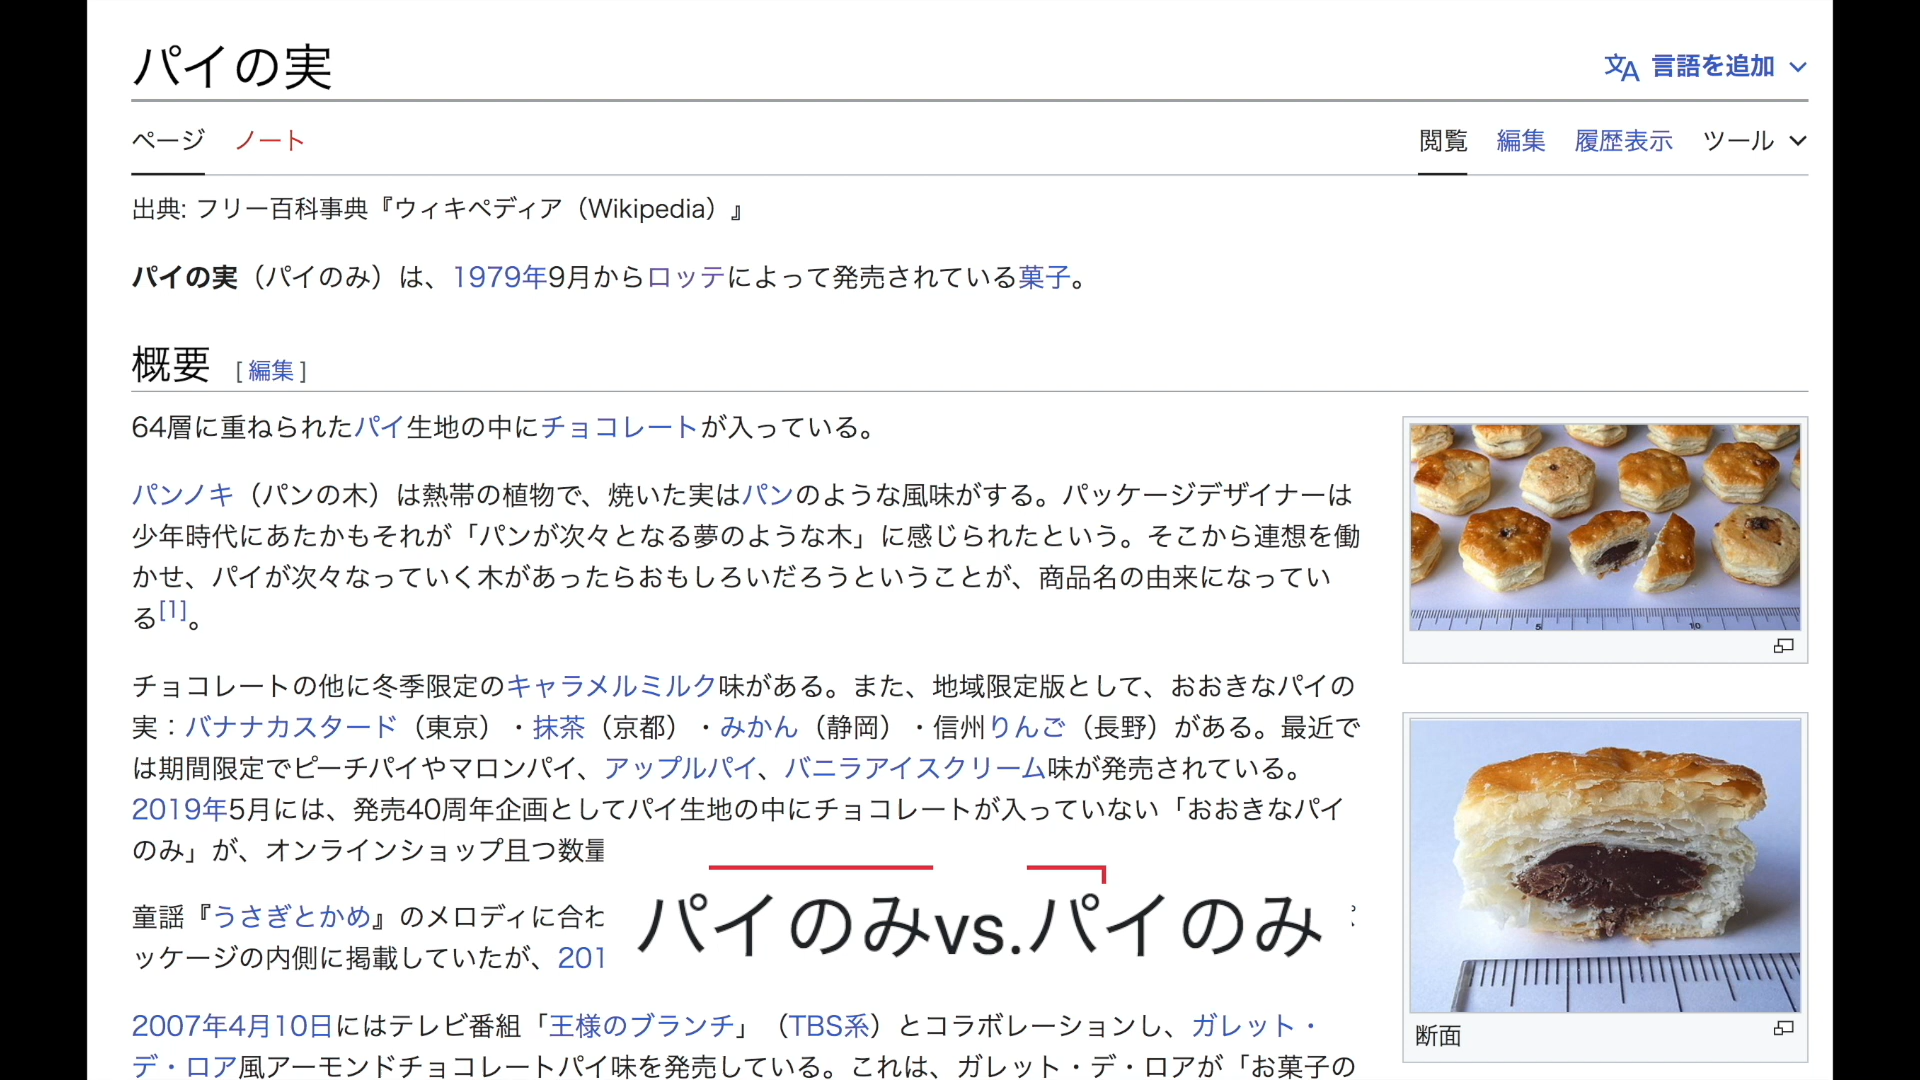 パイの実
言語を追加
ページ ノート
閲覧 編集 履歴表示 ツール
出典: フリー百科事典『ウィキペディア（Wikipedia）』
パイの実（パイのみ）は、1979年9月からロッテによって発売されている菓子。
概要 [編集]
64層に重ねられたパイ生地の中にチョコレートが入っている。
パンノキ（パンの木）は熱帯の植物で、焼いた実はパンのような風味がする。パッケージデザイナーは
少年時代にあたかもそれが「パンが次々となる夢のような木」に感じられたという。そこから連想を働
かせ、パイが次々なっていく木があったらおもしろいだろうということが、商品名の由来になってい
る[1]。
チョコレートの他に冬季限定のキャラメルミルク味がある。また、地域限定版として、おおきなパイの
実：バナナカスタード（東京）・抹茶（京都）・みかん（静岡）・信州りんご（長野）がある。最近で
は期間限定でピーチパイやマロンパイ、アップルパイ、バニラアイスクリーム味が発売されている。
2019年5月には、発売40周年企画としてパイ生地の中にチョコレートが入っていない「おおきなパイ
のみ」が、オンラインショップ且つ数量
童謡『うさぎとかめ』のメロディに合わ
ッケージの内側に掲載していたが、201
パイのみvs.パイのみ
2007年4月10日にはテレビ番組「王様のブランチ」（TBS系）とコラボレーションし、ガレット・
デ・ロア風アーモンドチョコレートパイ味を発売している。これは、ガレット・デ・ロアが「お菓子の
5 10
断面